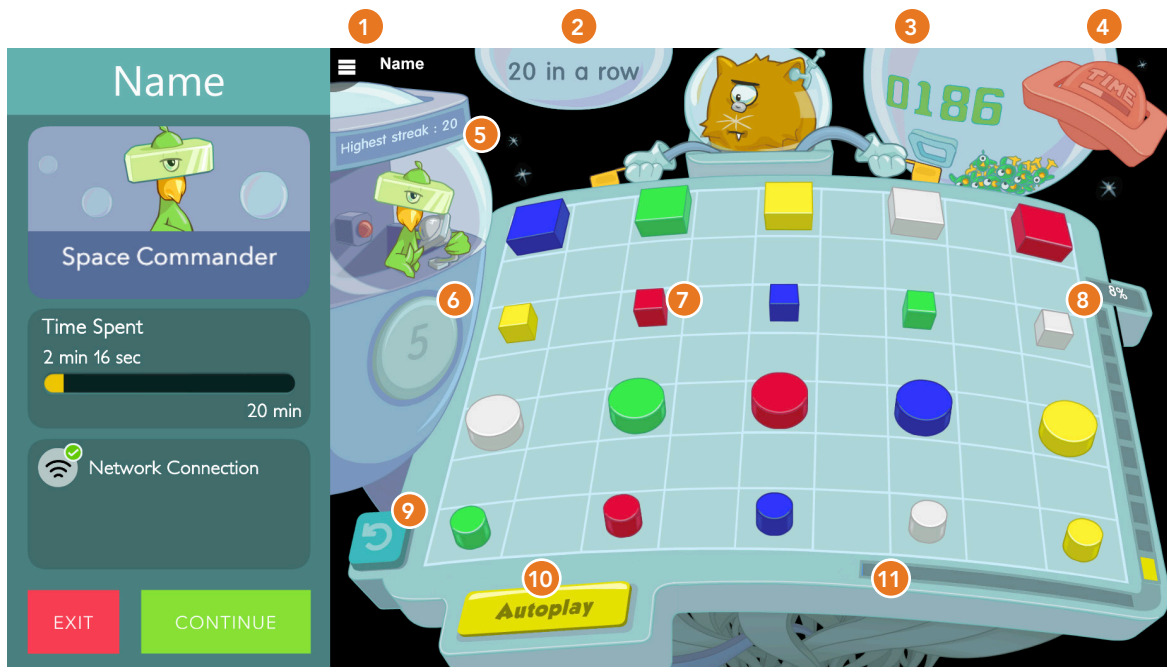 1
2
3
4
Name
Name
20 in a row
0186
TIME
Highest streak : 20
5
Space Commander
6
7
8
8%
Time Spent
2 min 16 sec
5
20 min
Network Connection
9
10
11
Autoplay
EXIT
CONTINUE